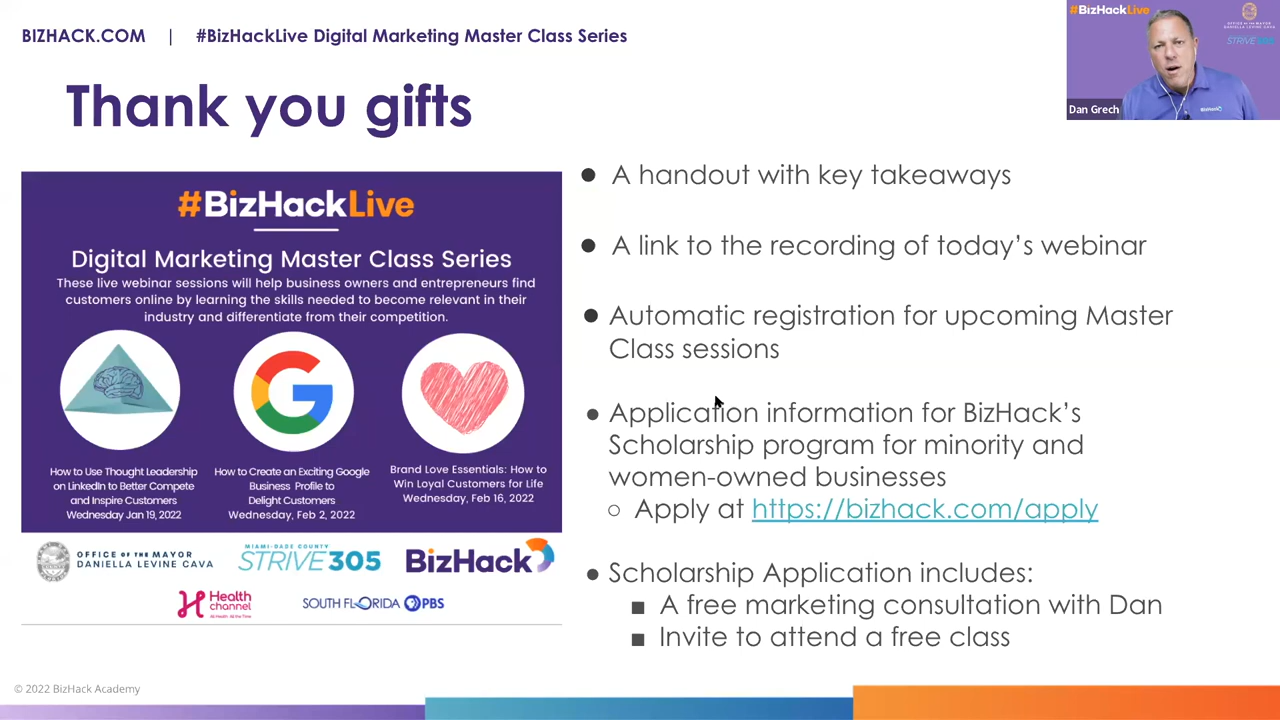 BIZHACK.COM | #BizHackLive Digital Marketing Master Class Series
#BizHackLive
Dan Grech
BizHack
Thank you gifts
#BizHackLive
Digital Marketing Master Class Series
These live webinar sessions will help business owners and entrepreneurs find
customers online by learning the skills needed to become relevant in their
industry and differentiate from their competition.
How to Use Thought Leadership
on LinkedIn to Better Compete
and Inspire Customers
Wednesday Jan 19, 2022
How to Create an Exciting Google
Business Profile to
Delight Customers
Wednesday, Feb 2, 2022
Brand Love Essentials: How to
Win Loyal Customers for Life
Wednesday, Feb 16, 2022
OFFICE OF THE MAYOR
DANIELLA LEVINE CAVA
MIAMI-DADE COUNTY
STRIVE305
BizHack
Health
channel
SOUTH FLORIDA PBS
● A handout with key takeaways
● A link to the recording of today’s webinar
● Automatic registration for upcoming Master
Class sessions
● Application information for BizHack’s
Scholarship program for minority and
women-owned businesses
○ Apply at https://bizhack.com/apply
● Scholarship Application includes:
■ A free marketing consultation with Dan
■ Invite to attend a free class
© 2022 BizHack Academy